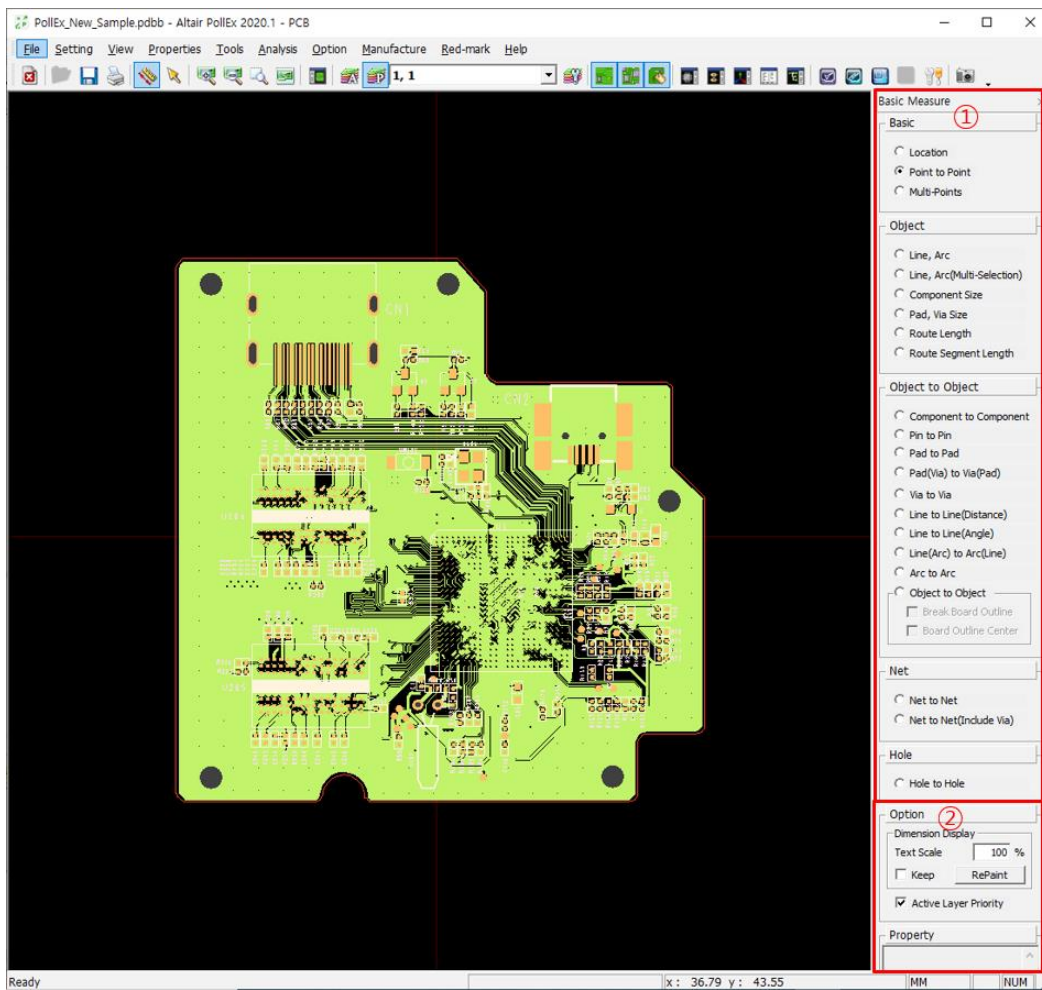 PollEx_New_Sample.pdbb - Altair PollEx 2020.1 - PCB
File Setting View Properties Tools Analysis Option Manufacture Red-mark Help
1, 1
Basic Measure
①
Basic
Location
Point to Point
Multi-Points
Object
Line, Arc
Line, Arc(Multi-Selection)
Component Size
Pad, Via Size
Route Length
Route Segment Length
Object to Object
Component to Component
Pin to Pin
Pad to Pad
Pad(Via) to Via(Pad)
Via to Via
Line to Line(Distance)
Line to Line(Angle)
Line(Arc) to Arc(Line)
Arc to Arc
Object to Object
Break Board Outline
Board Outline Center
Net
Net to Net
Net to Net(Include Via)
Hole
Hole to Hole
Option
②
Dimension Display
Text Scale 100 %
Keep RePaint
Active Layer Priority
Property
CN1
CN2
Ready x : 36.79 y : 43.55 MM NUM